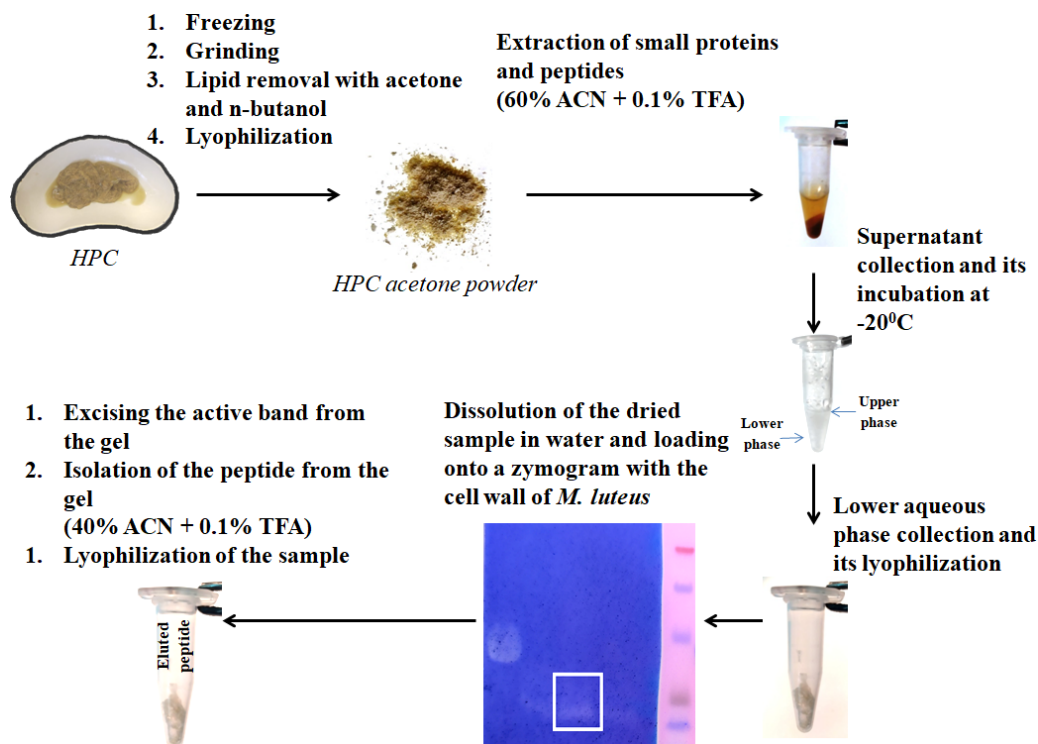 1. Freezing
2. Grinding
3. Lipid removal with acetone
and n-butanol
4. Lyophilization
Extraction of small proteins
and peptides
(60% ACN + 0.1% TFA)
HPC
HPC acetone powder
Supernatant
collection and its
incubation at
-20⁰C
Upper
phase
Lower
phase
Lower aqueous
phase collection and
its lyophilization
Dissolution of the dried
sample in water and loading
onto a zymogram with the
cell wall of M. luteus
1. Excising the active band from
the gel
2. Isolation of the peptide from the
gel
(40% ACN + 0.1% TFA)
1. Lyophilization of the sample
Eluted
peptide